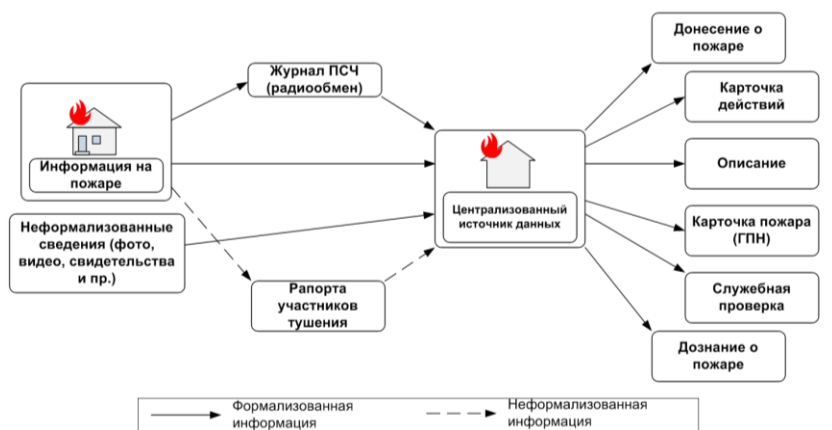 Донесение о
пожаре
Журнал ПСЧ
(радиообмен)
Карточка
действий
Информация на
пожаре
Описание
Централизованный
источник данных
Неформализованные
сведения (фото,
видео, свидетельства
и пр.)
Карточка пожара
(ГПН)
Рапорта
участников
тушения
Служебная
проверка
Дознание о
пожаре
Формализованная
информация
Неформализованная
информация